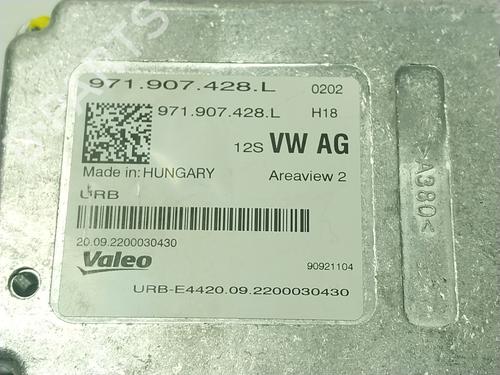 971.907.428.L 0202
971.907.428.L H18
12S VW AG
Made in: HUNGARY Areaview 2
URB
20.09.2200030430
Valeo 90921104
URB-E4420.09.2200030430
A380<